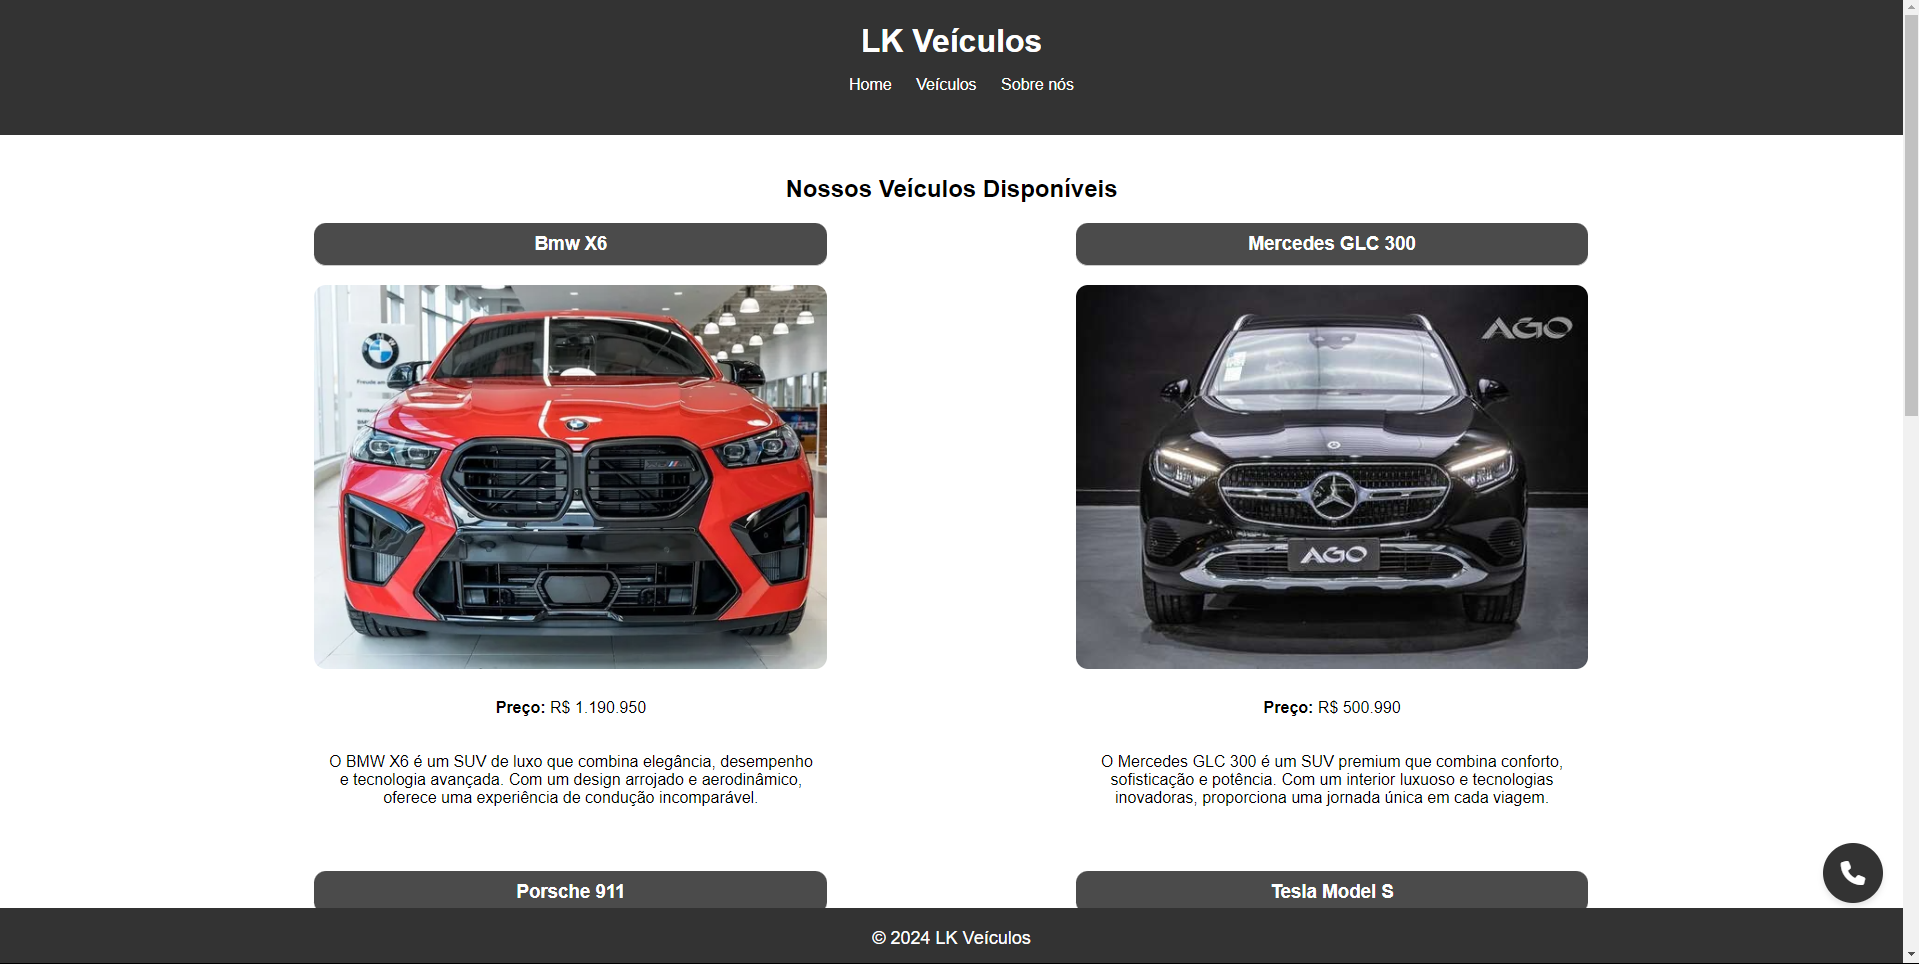 LK Veículos
Home Veículos Sobre nós
Nossos Veículos Disponíveis
Bmw X6
Mercedes GLC 300
BMW
Freude am
AGO
AGO
Preço: R$ 1.190.950
Preço: R$ 500.990
O BMW X6 é um SUV de luxo que combina elegância, desempenho
e tecnologia avançada. Com um design arrojado e aerodinâmico,
oferece uma experiência de condução incomparável.
O Mercedes GLC 300 é um SUV premium que combina conforto,
sofisticação e potência. Com um interior luxuoso e tecnologias
inovadoras, proporciona uma jornada única em cada viagem.
Porsche 911
Tesla Model S
© 2024 LK Veículos